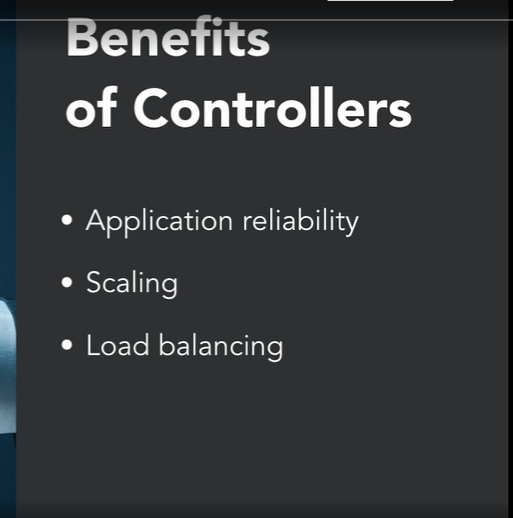 Benefits
of Controllers
• Application reliability
• Scaling
• Load balancing